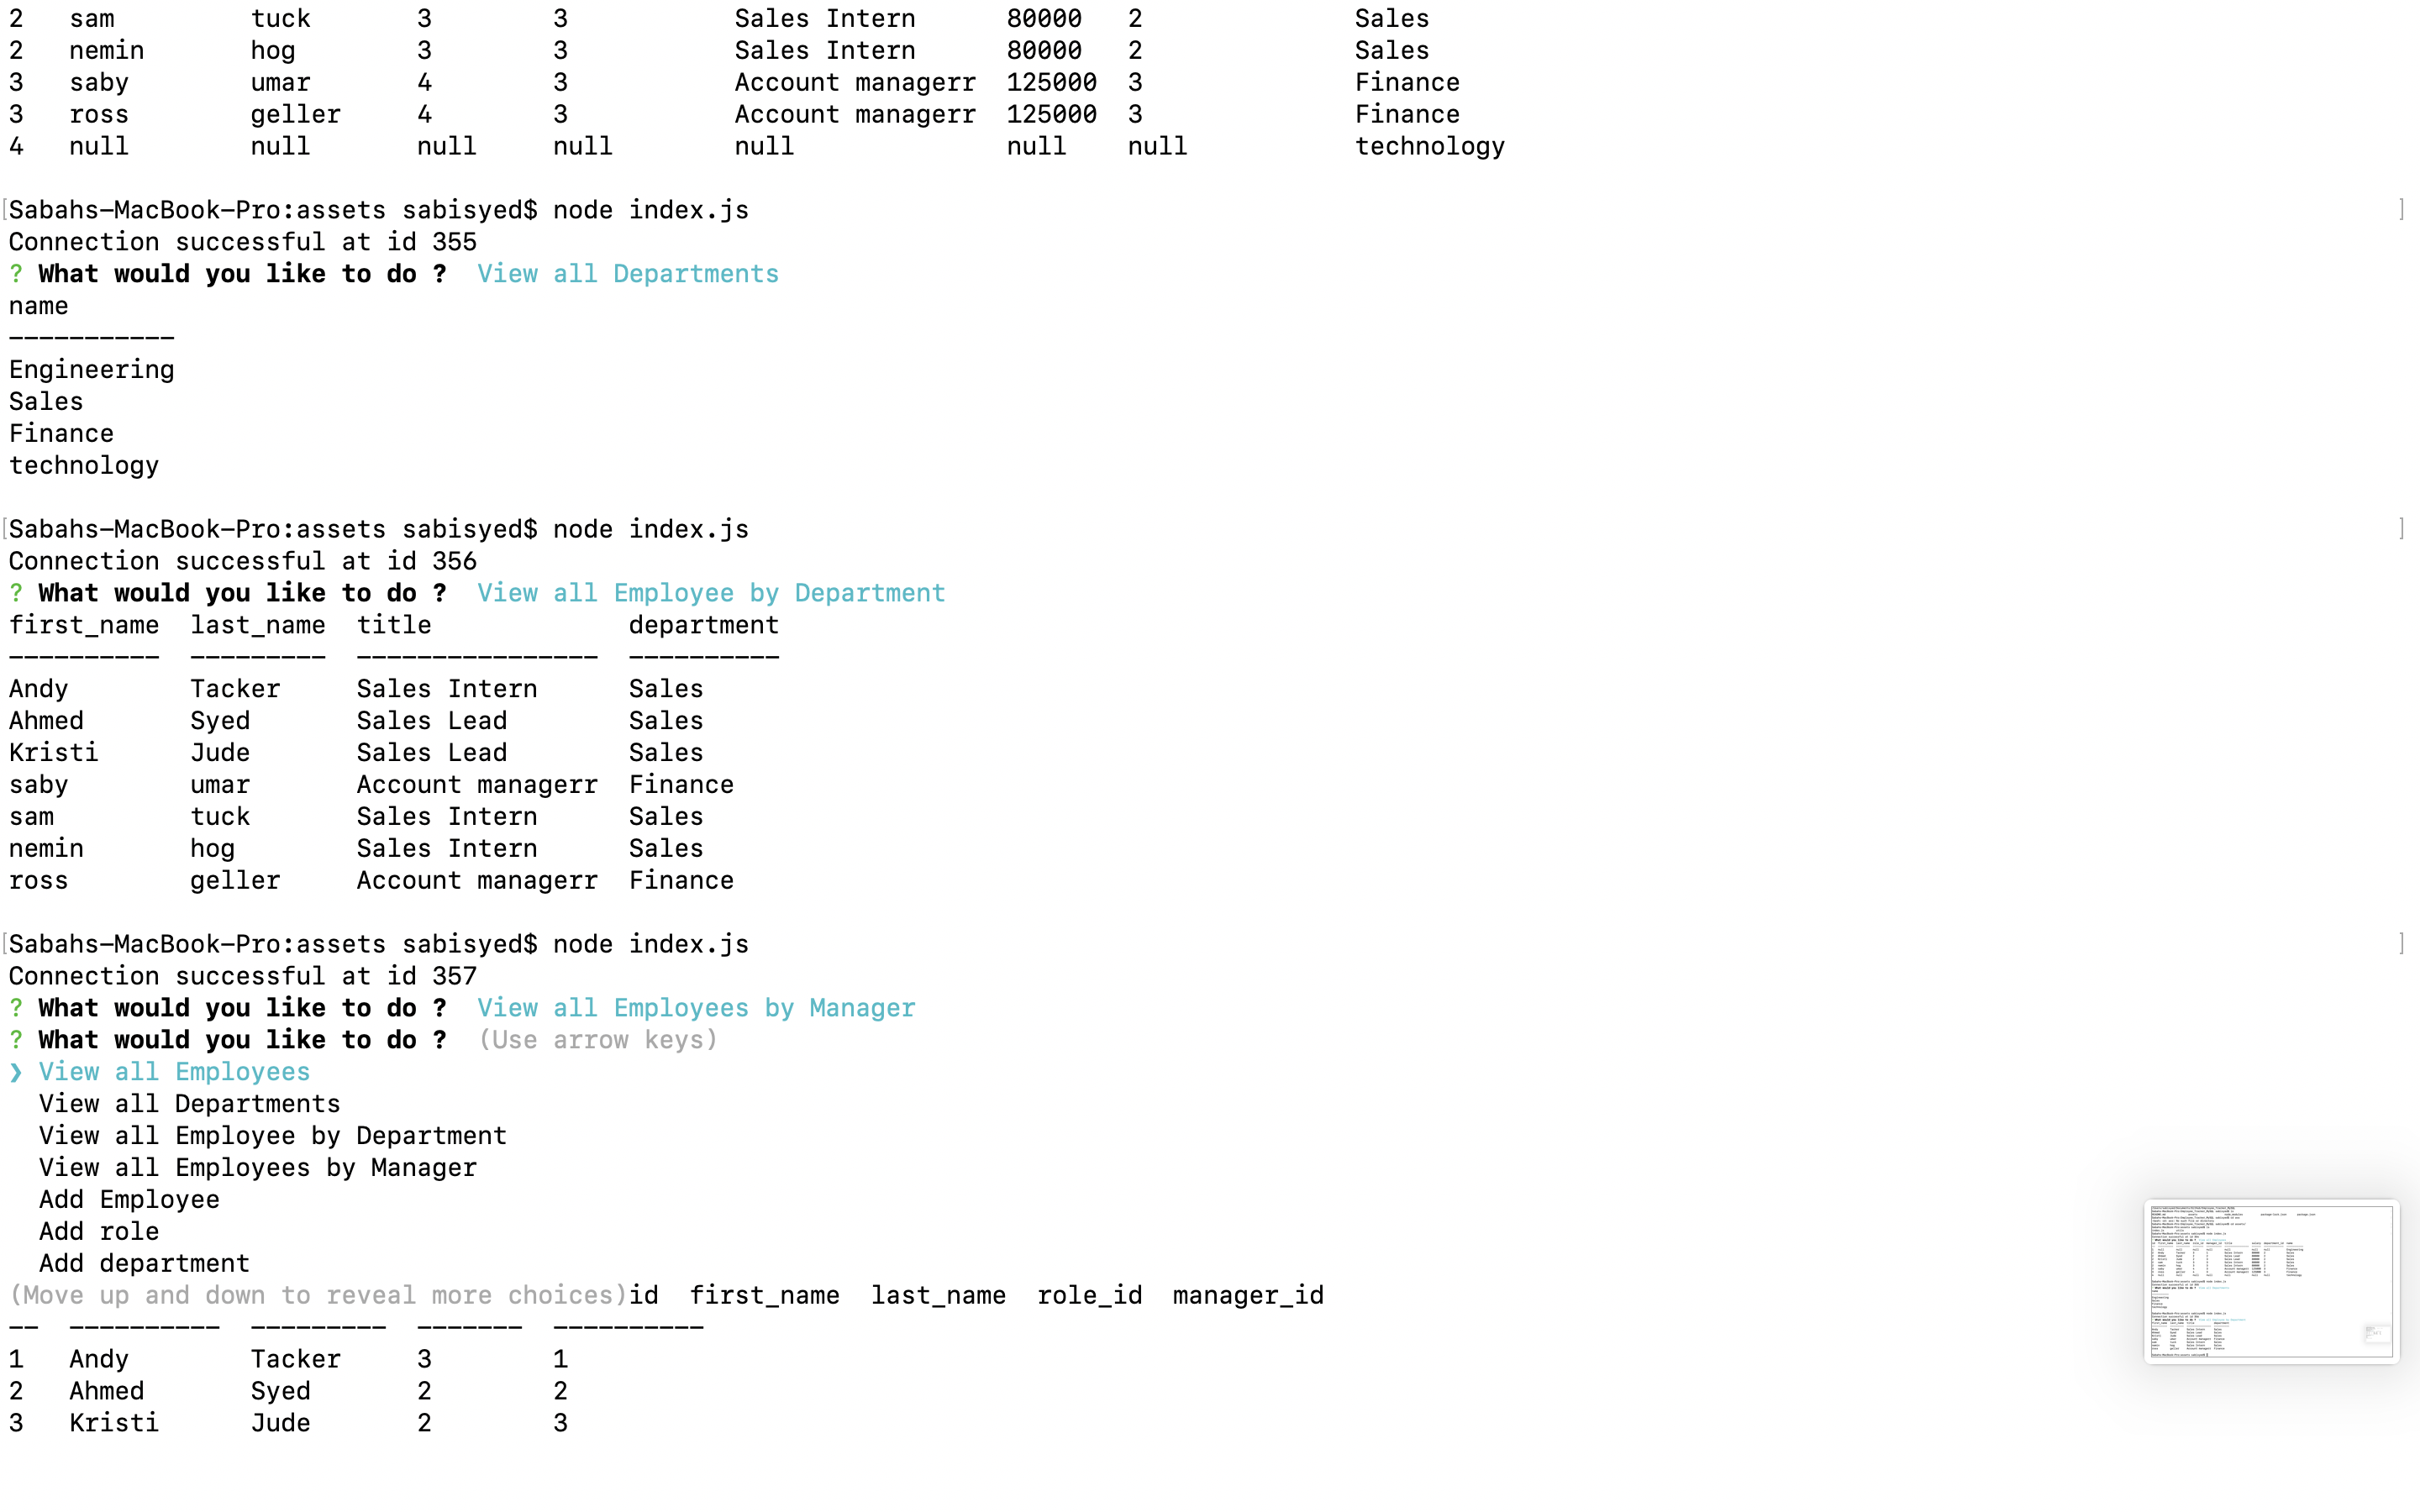 2   sam         tuck       3        3           Sales Intern      80000   2              Sales
2   nemin       hog        3        3           Sales Intern      80000   2              Sales
3   saby        umar       4        3           Account managerr  125000  3              Finance
3   ross        geller     4        3           Account managerr  125000  3              Finance
4   null        null       null     null        null              null    null           technology
[Sabahs-MacBook-Pro:assets sabisyed$ node index.js ]
Connection successful at id 355
? What would you like to do ?  View all Departments
name
-----------
Engineering
Sales
Finance
technology
[Sabahs-MacBook-Pro:assets sabisyed$ node index.js ]
Connection successful at id 356
? What would you like to do ?  View all Employee by Department
first_name  last_name  title             department
----------  ---------  ----------------  ----------
Andy        Tacker     Sales Intern      Sales
Ahmed       Syed       Sales Lead        Sales
Kristi      Jude       Sales Lead        Sales
saby        umar       Account managerr  Finance
sam         tuck       Sales Intern      Sales
nemin       hog        Sales Intern      Sales
ross        geller     Account managerr  Finance
[Sabahs-MacBook-Pro:assets sabisyed$ node index.js ]
Connection successful at id 357
? What would you like to do ?  View all Employees by Manager
? What would you like to do ?  (Use arrow keys)
❯ View all Employees
  View all Departments
  View all Employee by Department
  View all Employees by Manager
  Add Employee
  Add role
  Add department
(Move up and down to reveal more choices)id  first_name  last_name  role_id  manager_id
--  ----------  ---------  -------  ----------
1   Andy        Tacker     3        1
2   Ahmed       Syed       2        2
3   Kristi      Jude       2        3